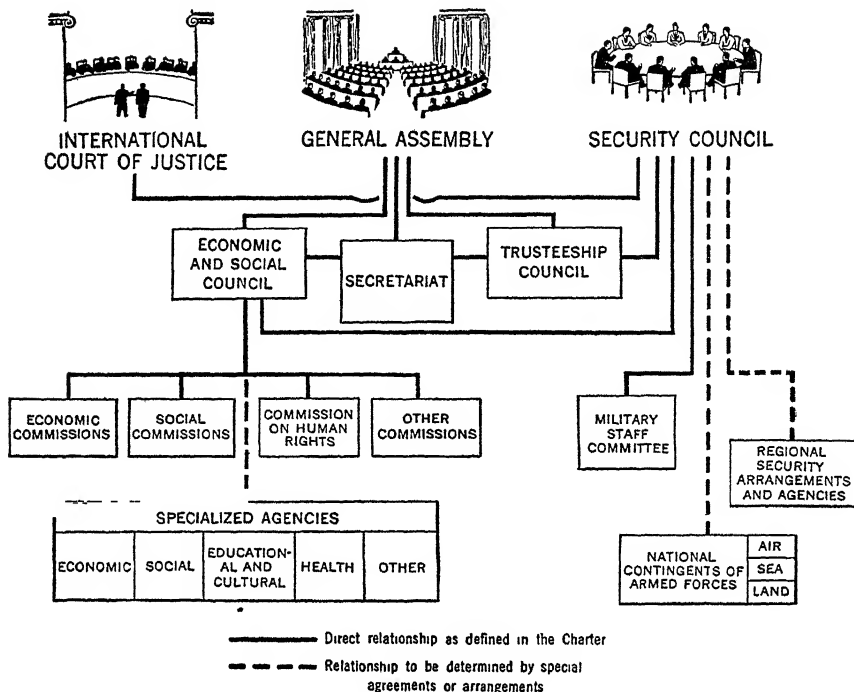 INTERNATIONAL
COURT OF JUSTICE
GENERAL ASSEMBLY
SECURITY COUNCIL
ECONOMIC
AND SOCIAL
COUNCIL
SECRETARIAT
TRUSTEESHIP
COUNCIL
ECONOMIC
COMMISSIONS
SOCIAL
COMMISSIONS
COMMISSION
ON HUMAN
RIGHTS
OTHER
COMMISSIONS
MILITARY
STAFF
COMMITTEE
REGIONAL
SECURITY
ARRANGEMENTS
AND AGENCIES
SPECIALIZED AGENCIES
ECONOMIC
SOCIAL
EDUCATION-
AL AND
CULTURAL
HEALTH
OTHER
NATIONAL
CONTINGENTS OF
ARMED FORCES
AIR
SEA
LAND
Direct relationship as defined in the Charter
Relationship to be determined by special
agreements or arrangements